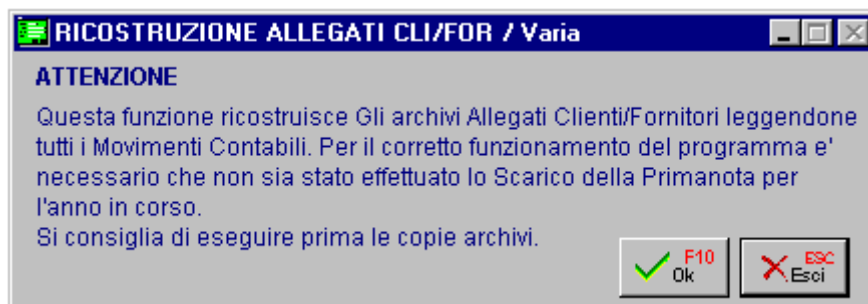 RICOSTRUZIONE ALLEGATI CLI/FOR / Varia
ATTENZIONE
Questa funzione ricostruisce Gli archivi Allegati Clienti/Fornitori leggendone
tutti i Movimenti Contabili. Per il corretto funzionamento del programma e'
necessario che non sia stato effettuato lo Scarico della Primanota per
l'anno in corso.
Si consiglia di eseguire prima le copie archivi.
F10
Ok
ESC
Esci